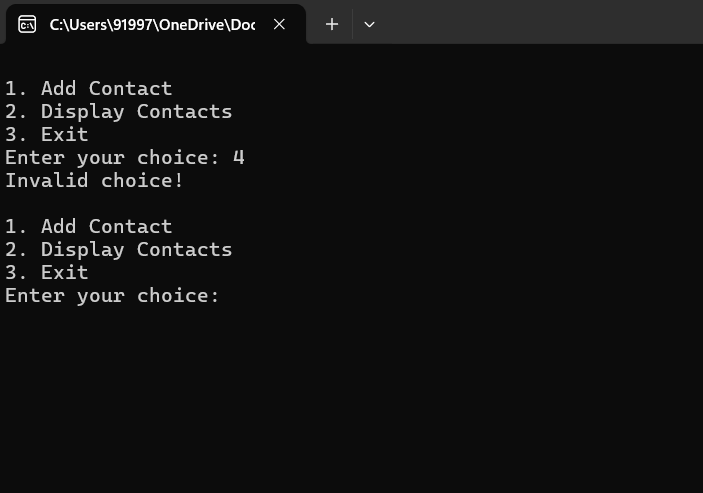 C:\Users\91997\OneDrive\Doc
1. Add Contact
2. Display Contacts
3. Exit
Enter your choice: 4
Invalid choice!
1. Add Contact
2. Display Contacts
3. Exit
Enter your choice: